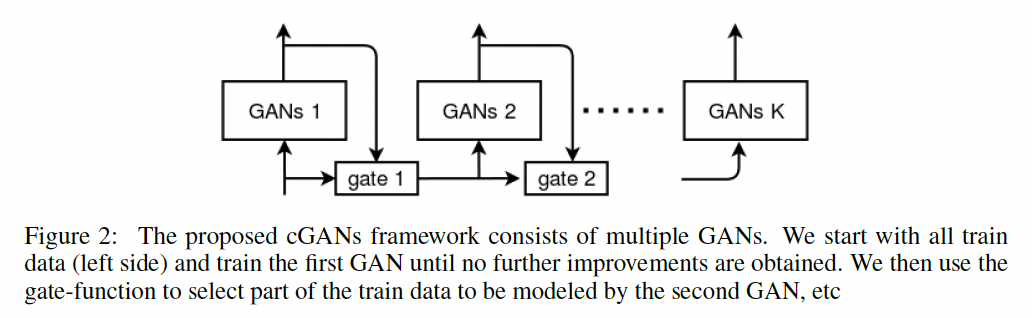 GANs 1
GANs 2
GANs K
gate 1
gate 2
Figure 2: The proposed cGANs framework consists of multiple GANs. We start with all train
data (left side) and train the first GAN until no further improvements are obtained. We then use the
gate-function to select part of the train data to be modeled by the second GAN, etc